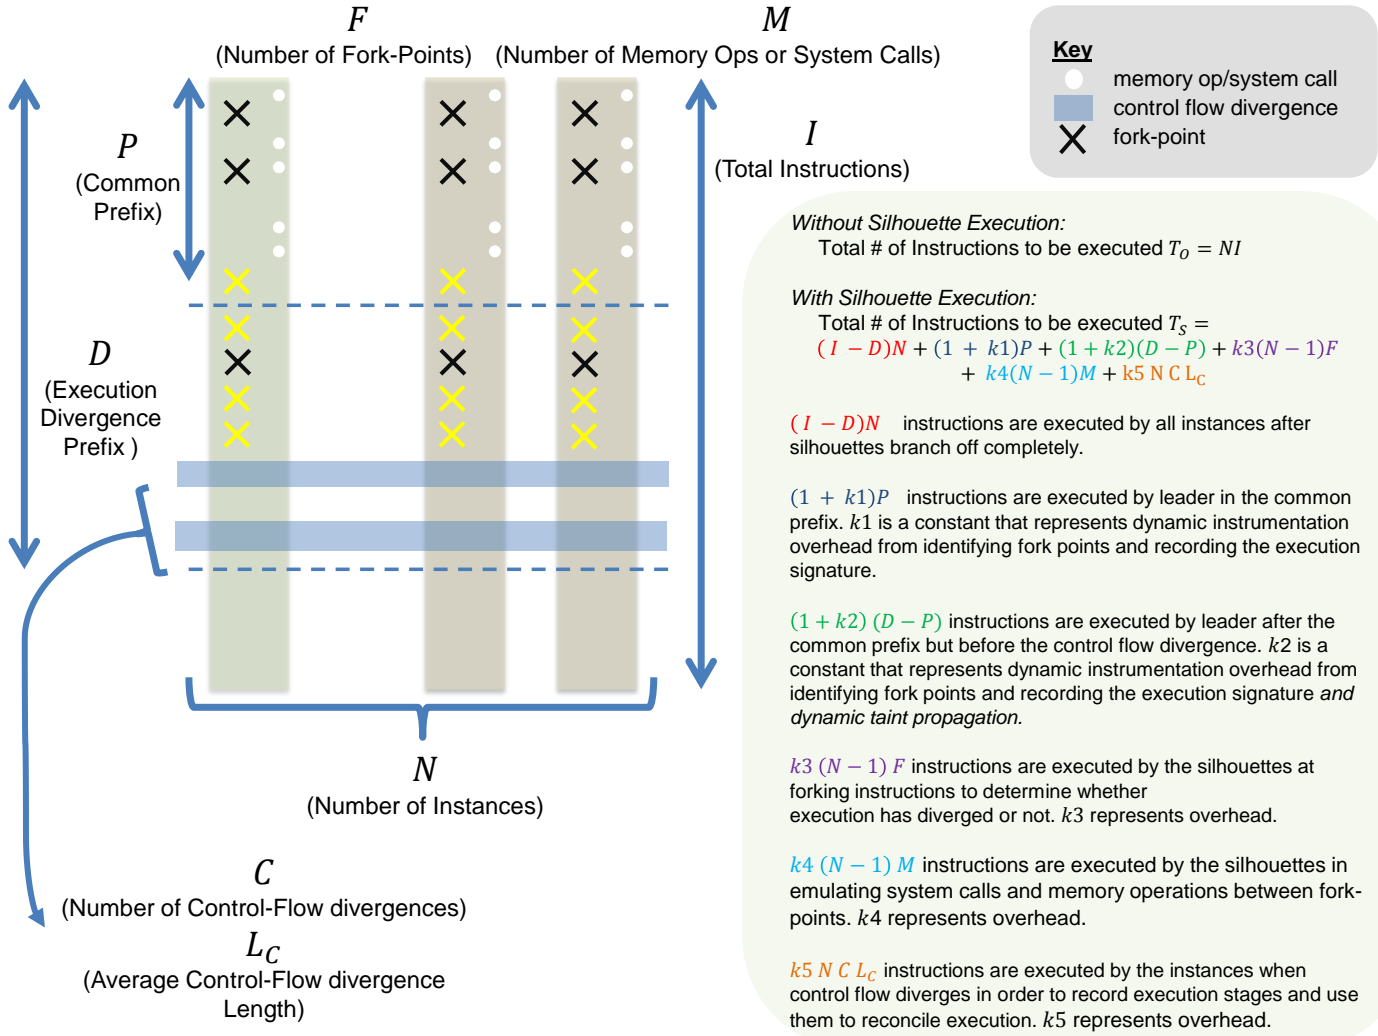 F
(Number of Fork-Points)
M
(Number of Memory Ops or System Calls)
Key
memory op/system call
control flow divergence
fork-point
P
(Common
Prefix)
I
(Total Instructions)
D
(Execution
Divergence
Prefix )
N
(Number of Instances)
C
(Number of Control-Flow divergences)
L_C
(Average Control-Flow divergence
Length)
Without Silhouette Execution:
Total # of Instructions to be executed T_O = NI
With Silhouette Execution:
Total # of Instructions to be executed T_S =
( I − D)N + (1 + k1)P + (1 + k2)(D − P) + k3(N − 1)F
+ k4(N − 1)M + k5 N C L_C
( I − D)N instructions are executed by all instances after
silhouettes branch off completely.
(1 + k1)P instructions are executed by leader in the common
prefix. k1 is a constant that represents dynamic instrumentation
overhead from identifying fork points and recording the execution
signature.
(1 + k2) (D − P) instructions are executed by leader after the
common prefix but before the control flow divergence. k2 is a
constant that represents dynamic instrumentation overhead from
identifying fork points and recording the execution signature and
dynamic taint propagation.
k3 (N − 1) F instructions are executed by the silhouettes at
forking instructions to determine whether
execution has diverged or not. k3 represents overhead.
k4 (N − 1) M instructions are executed by the silhouettes in
emulating system calls and memory operations between fork-
points. k4 represents overhead.
k5 N C L_C instructions are executed by the instances when
control flow diverges in order to record execution stages and use
them to reconcile execution. k5 represents overhead.